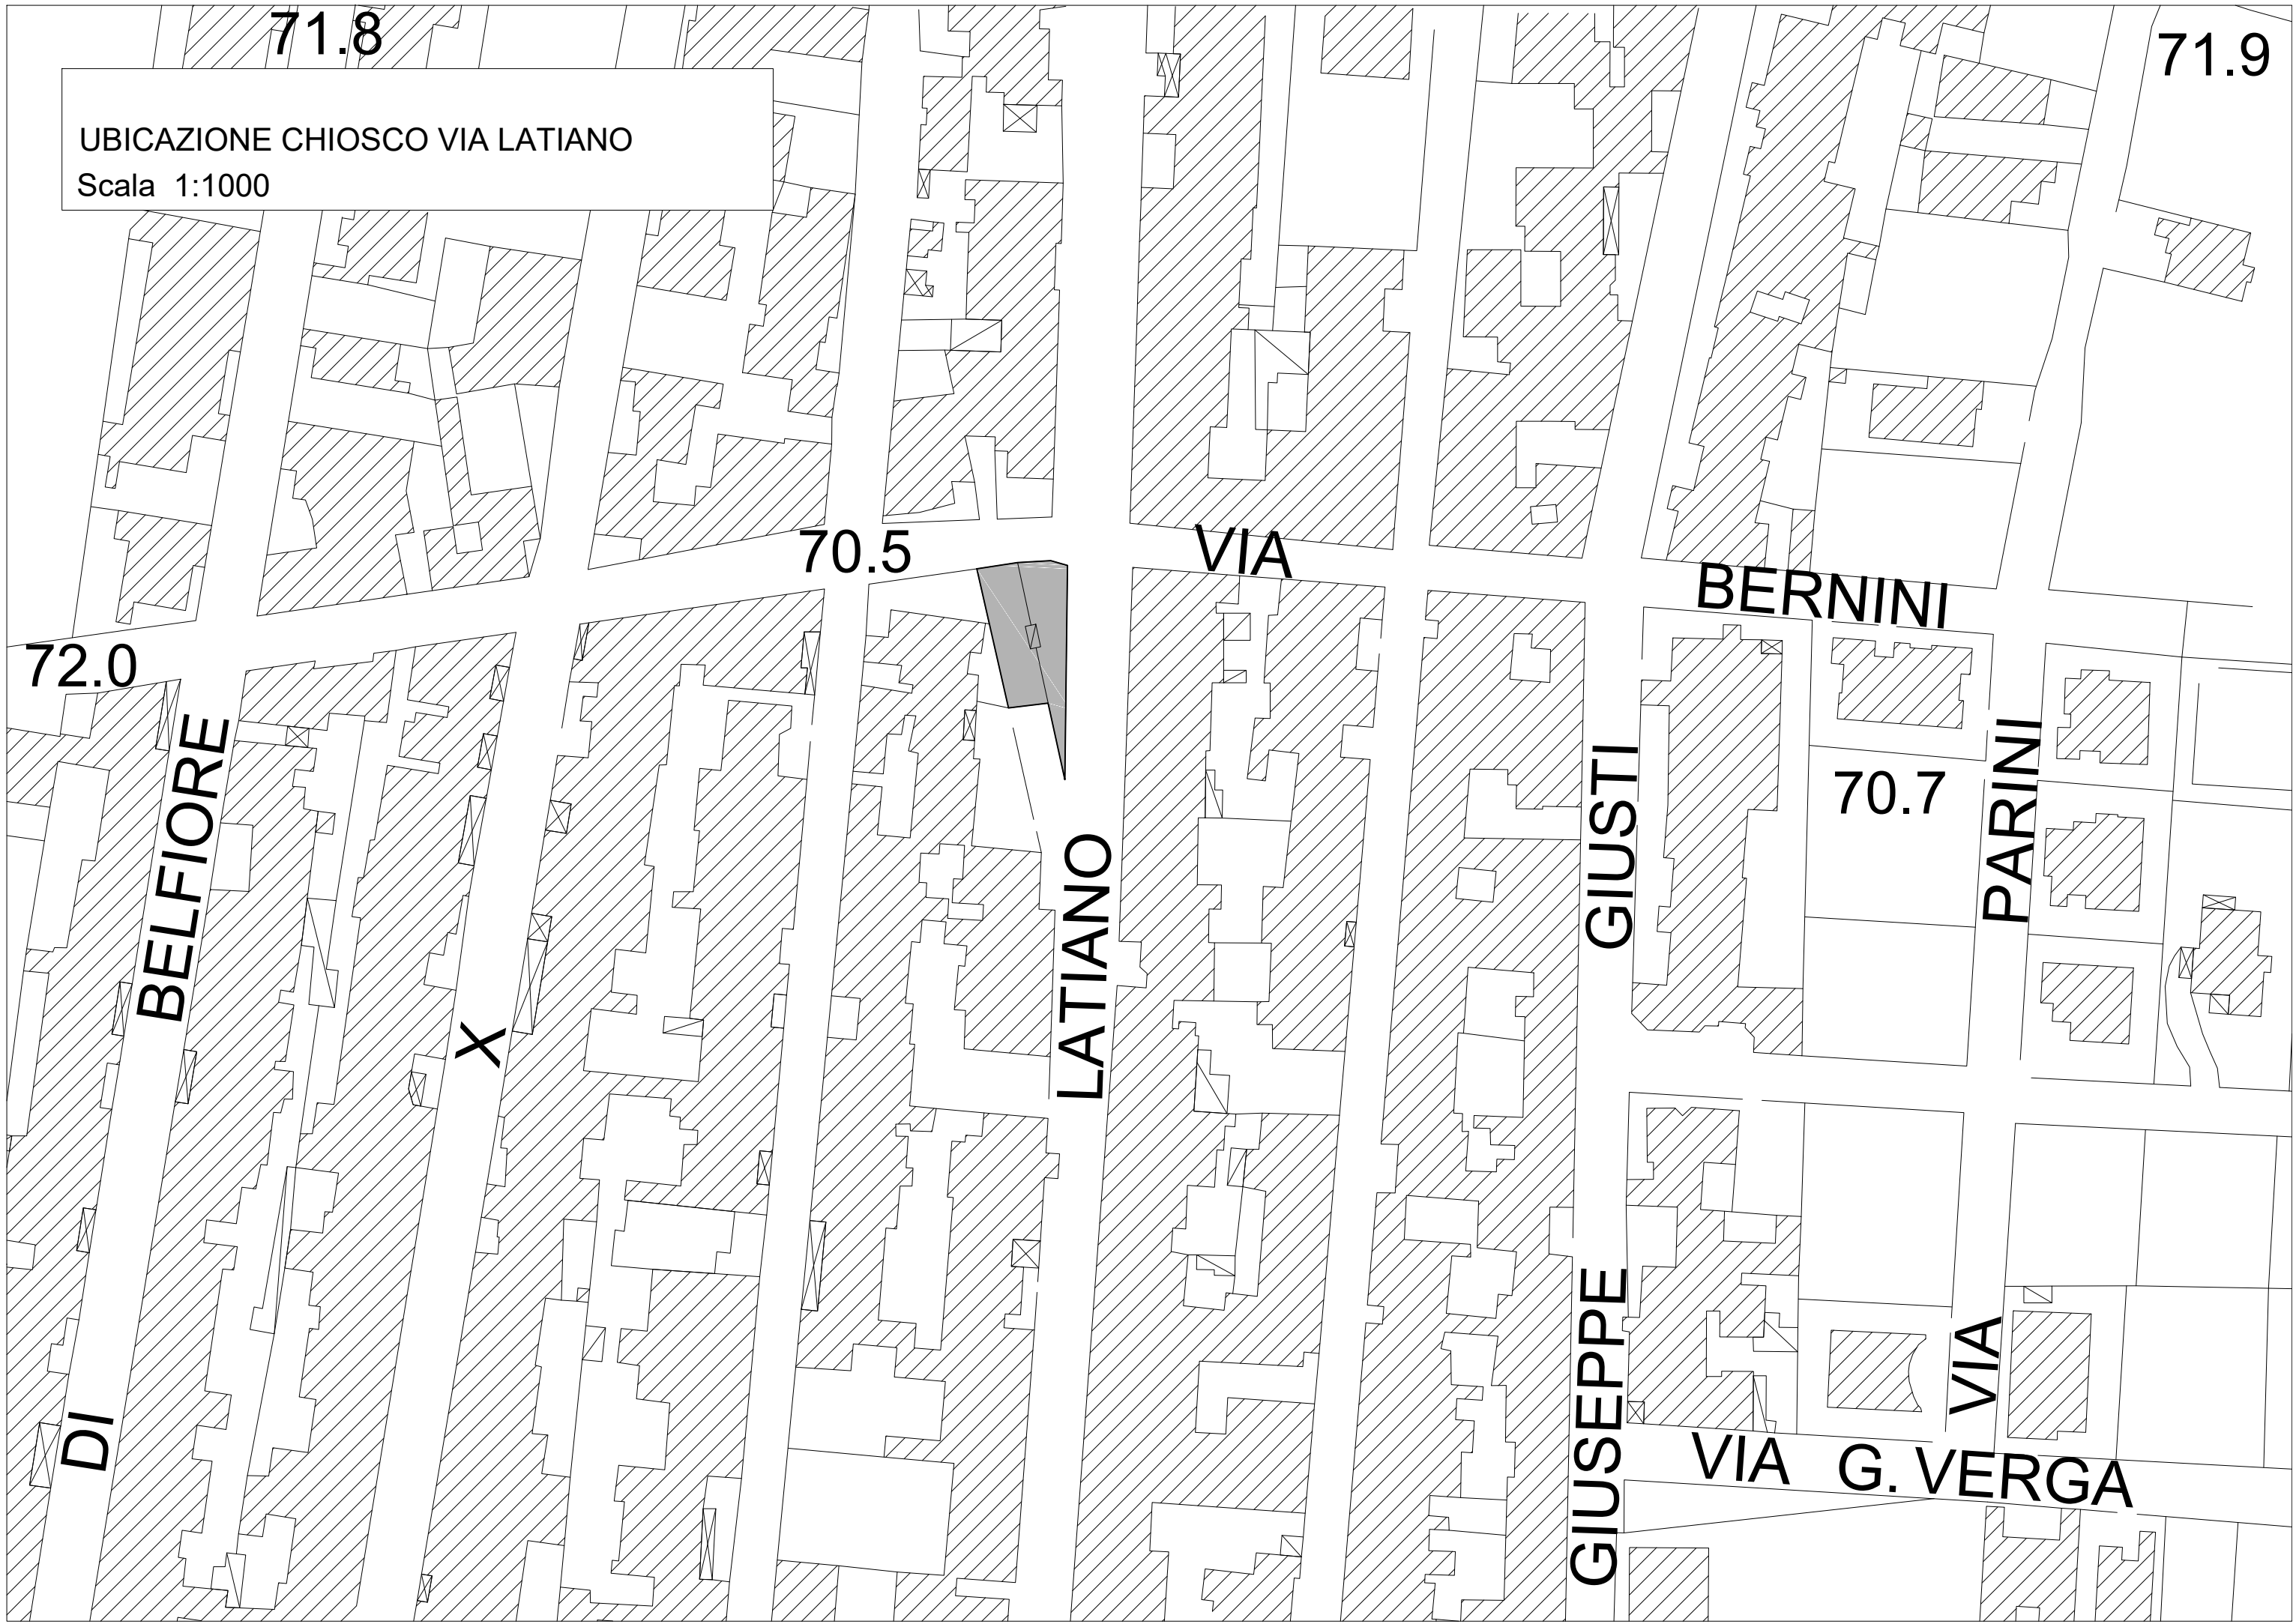 71.8
71.9
UBICAZIONE CHIOSCO VIA LATIANO
Scala 1:1000
70.5
VIA
BERNINI
72.0
BELFIORE
GIUSTI
70.7
PARINI
LATIANO
X
DI
GIUSEPPE
VIA
VIA G. VERGA